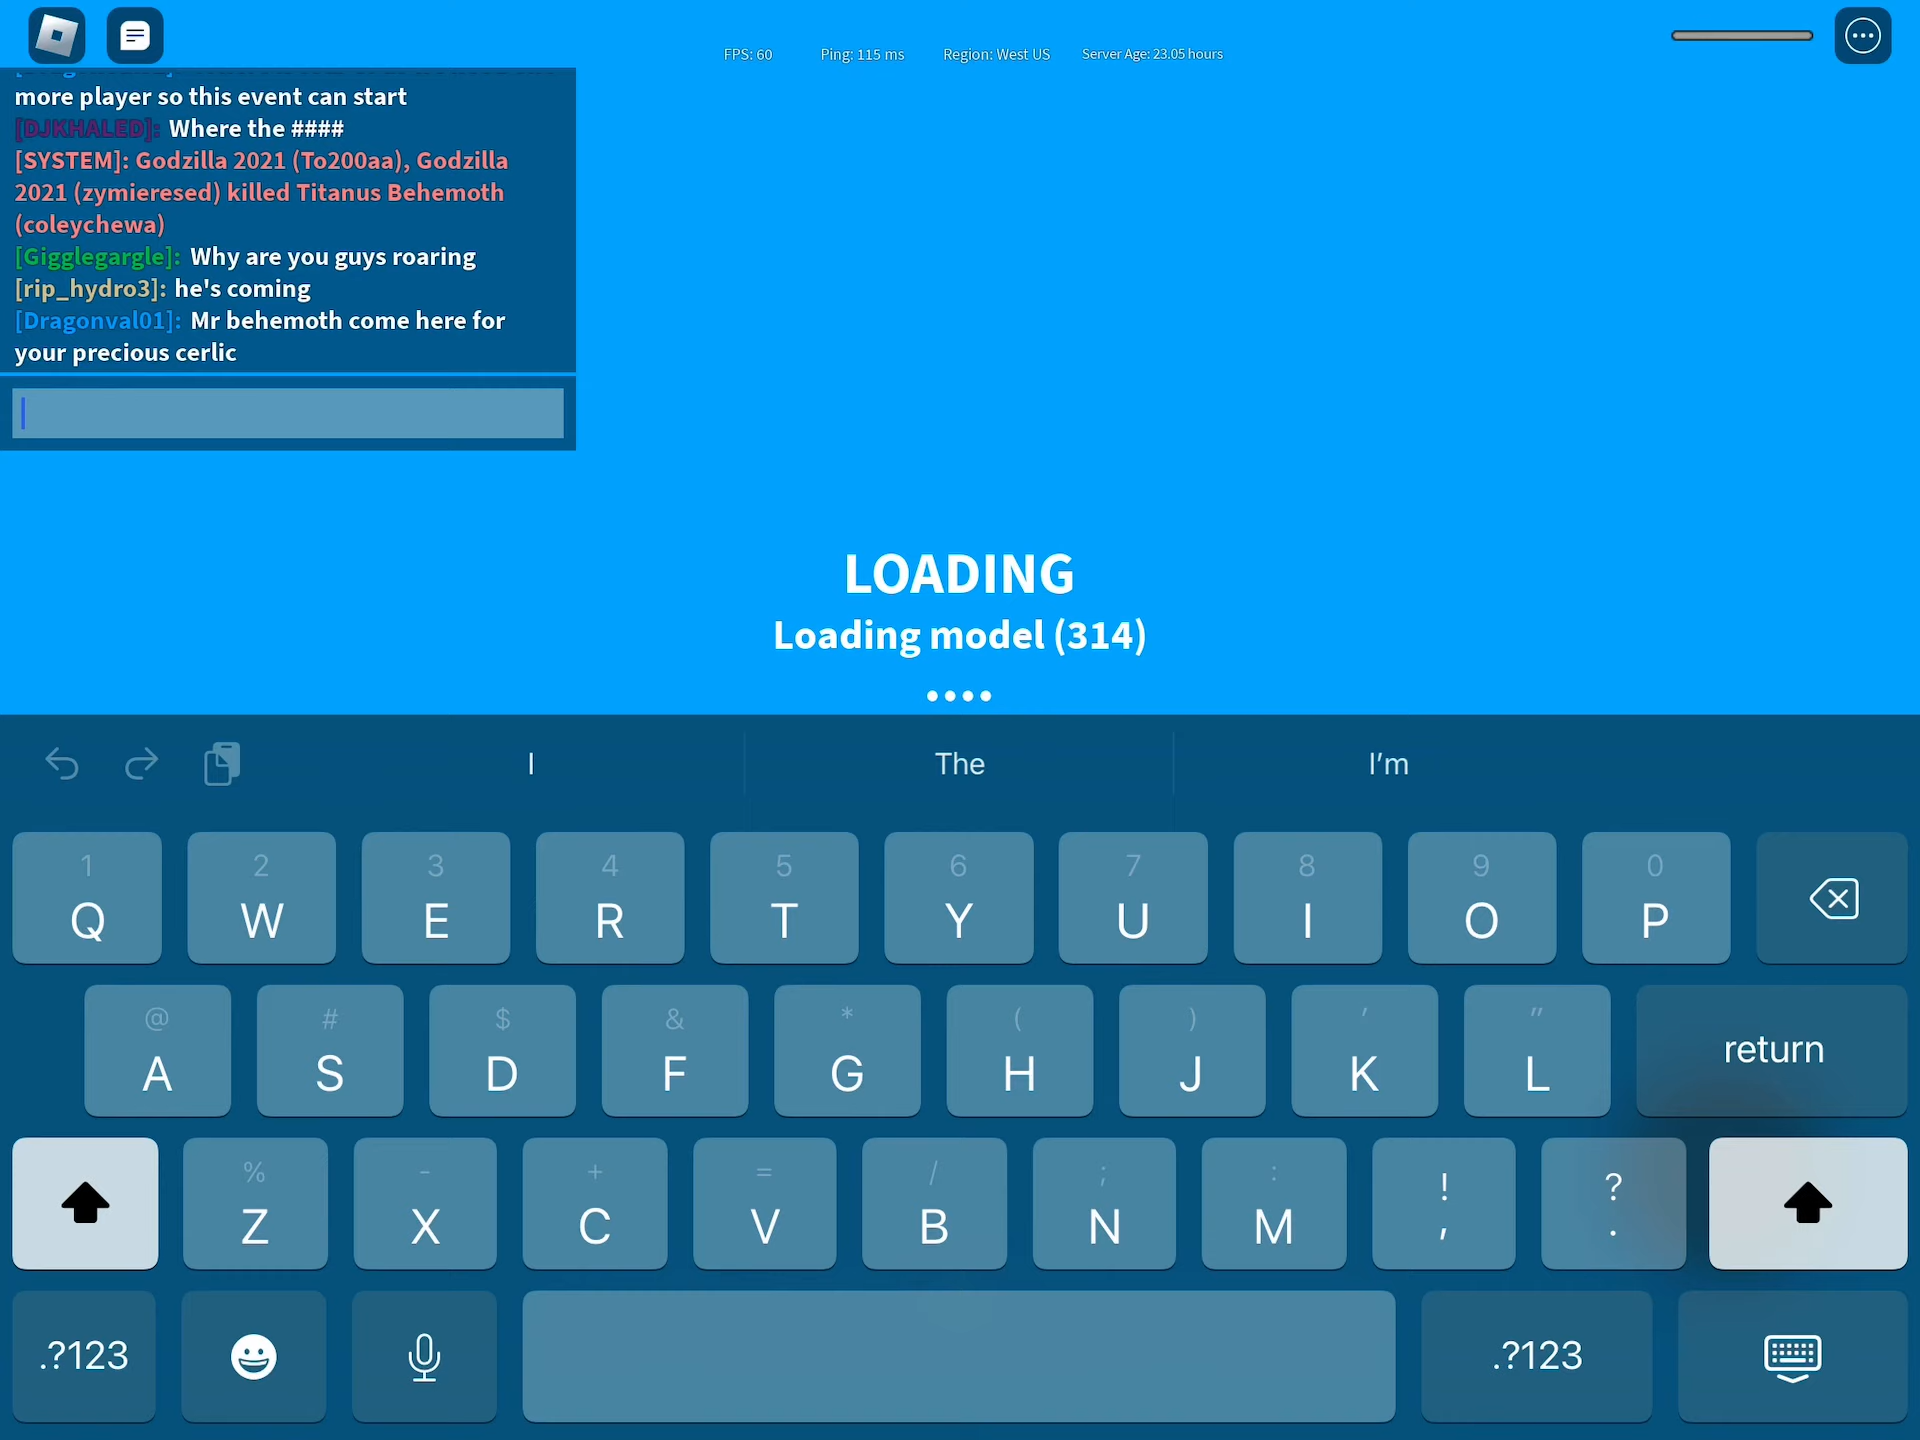 FPS: 60 Ping: 115 ms Region: West US Server Age: 23.05 hours
more player so this event can start
[DJKHALED]: Where the ####
[SYSTEM]: Godzilla 2021 (To200aa), Godzilla
2021 (zymieresed) killed Titanus Behemoth
(coleychewa)
[Gigglegargle]: Why are you guys roaring
[rip_hydro3]: he's coming
[Dragonval01]: Mr behemoth come here for
your precious cerlic
LOADING
Loading model (314)
I The I’m
1 2 3 4 5 6 7 8 9 0
Q W E R T Y U I O P
@ # $ & * ( ) ' "
A S D F G H J K L return
% - + = / ; : ! ?
Z X C V B N M , .
.?123 .?123